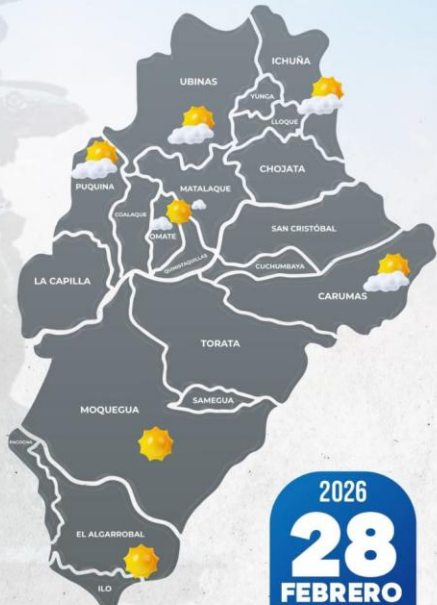 ICHUÑA
UBINAS
YUNGA
LLOQUE
CHOJATA
PUQUINA
MATALAQUE
COALAQUE
OMATE
SAN CRISTÓBAL
QUINISTAQUILLAS
CUCHUMBAYA
LA CAPILLA
CARUMAS
TORATA
SAMEGUA
MOQUEGUA
PACOCHA
EL ALGARROBAL
ILO
2026
28
FEBRERO